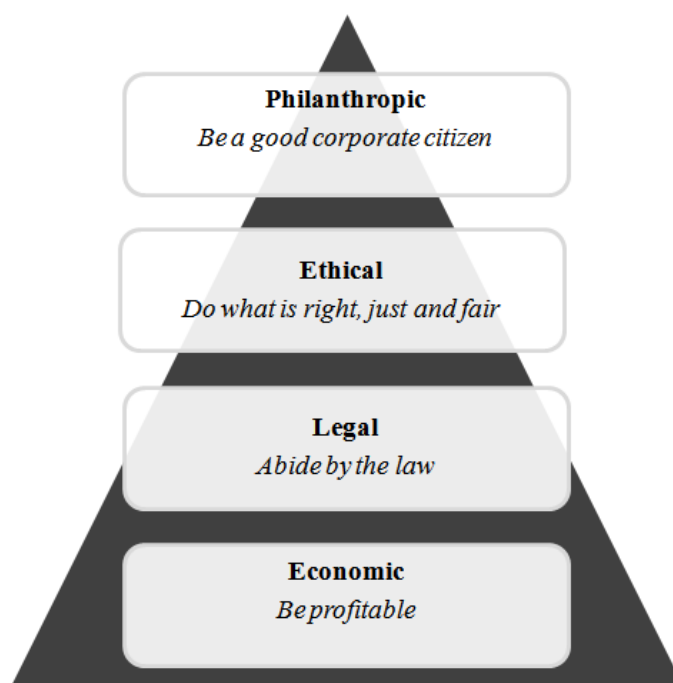 Philanthropic
Be a good corporate citizen
Ethical
Do what is right, just and fair
Legal
Abide by the law
Economic
Be profitable